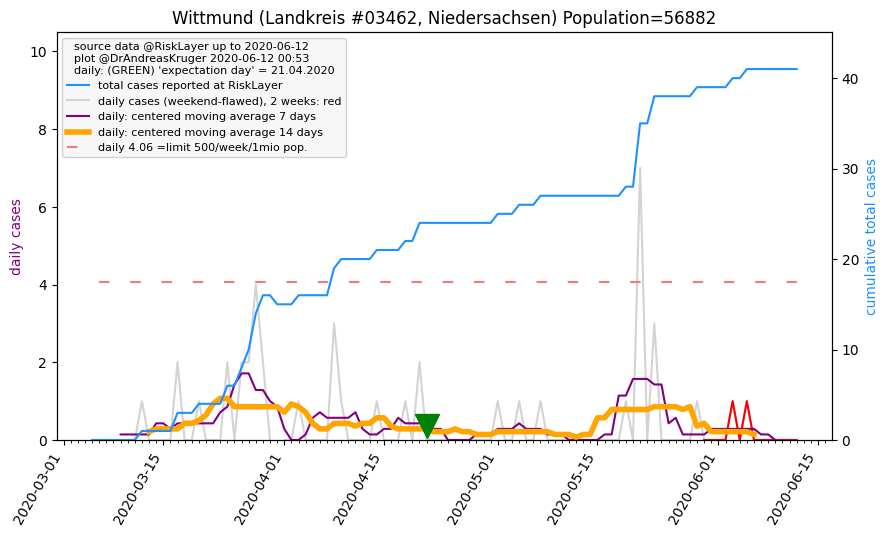 Wittmund (Landkreis #03462, Niedersachsen) Population=56882
source data @RiskLayer up to 2020-06-12
plot @DrAndreasKruger 2020-06-12 00:53
daily: (GREEN) 'expectation day' = 21.04.2020
total cases reported at RiskLayer
daily cases (weekend-flawed), 2 weeks: red
daily: centered moving average 7 days
daily: centered moving average 14 days
daily 4.06 =limit 500/week/1mio pop.
daily cases
10
8
6
4
2
0
cumulative total cases
40
30
20
10
0
2020-03-01
2020-03-15
2020-04-01
2020-04-15
2020-05-01
2020-05-15
2020-06-01
2020-06-15